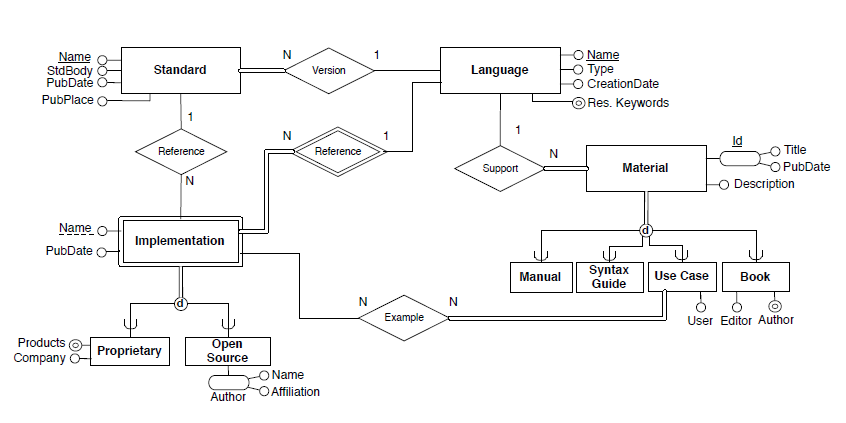 Name
StdBody
PubDate
PubPlace
Standard
N
Version
1
Language
Name
Type
CreationDate
Res. Keywords
1
Reference
N
N
Reference
1
1
Support
N
Material
Id
Title
PubDate
Description
Name
PubDate
Implementation
d
Manual
Syntax
Guide
Use Case
Book
User
Editor
Author
N
Example
N
d
Products
Company
Proprietary
Open
Source
Author
Name
Affiliation